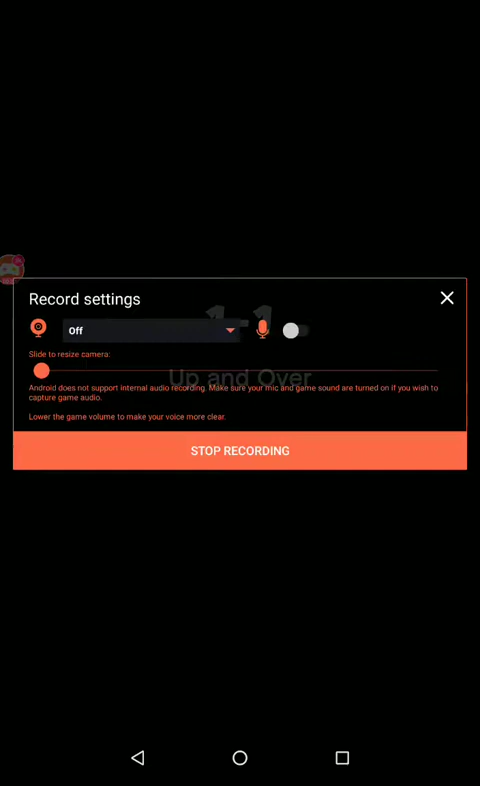 Record settings
1-1
Off
Slide to resize camera:
Up and Over
Android does not support internal audio recording. Make sure your mic and game sound are turned on if you wish to
capture game audio.
Lower the game volume to make your voice more clear.
STOP RECORDING